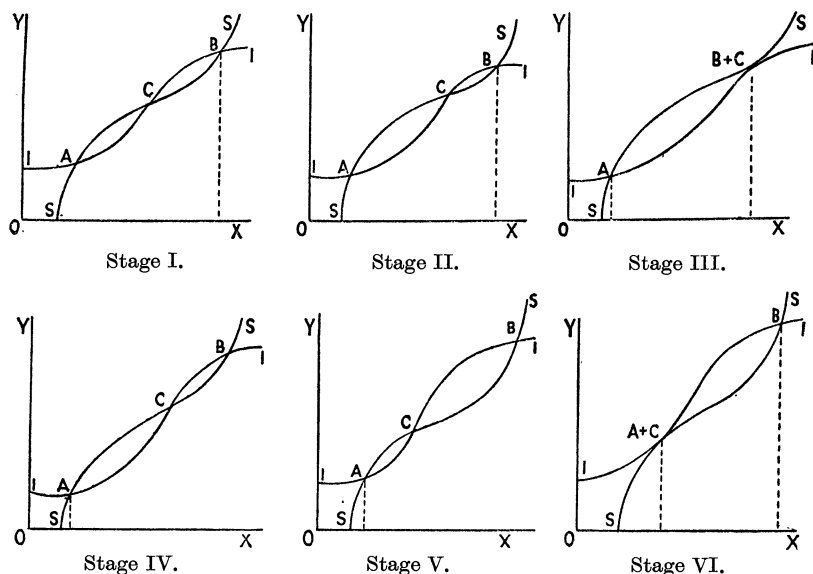 Y S B I C I A S O X
Stage I.
Y S B I C I A S O X
Stage II.
Y S B+C I A I S O X
Stage III.
Y S B I C I A S O X
Stage IV.
Y S B I C I A S O X
Stage V.
Y S B I A+C I S O X
Stage VI.